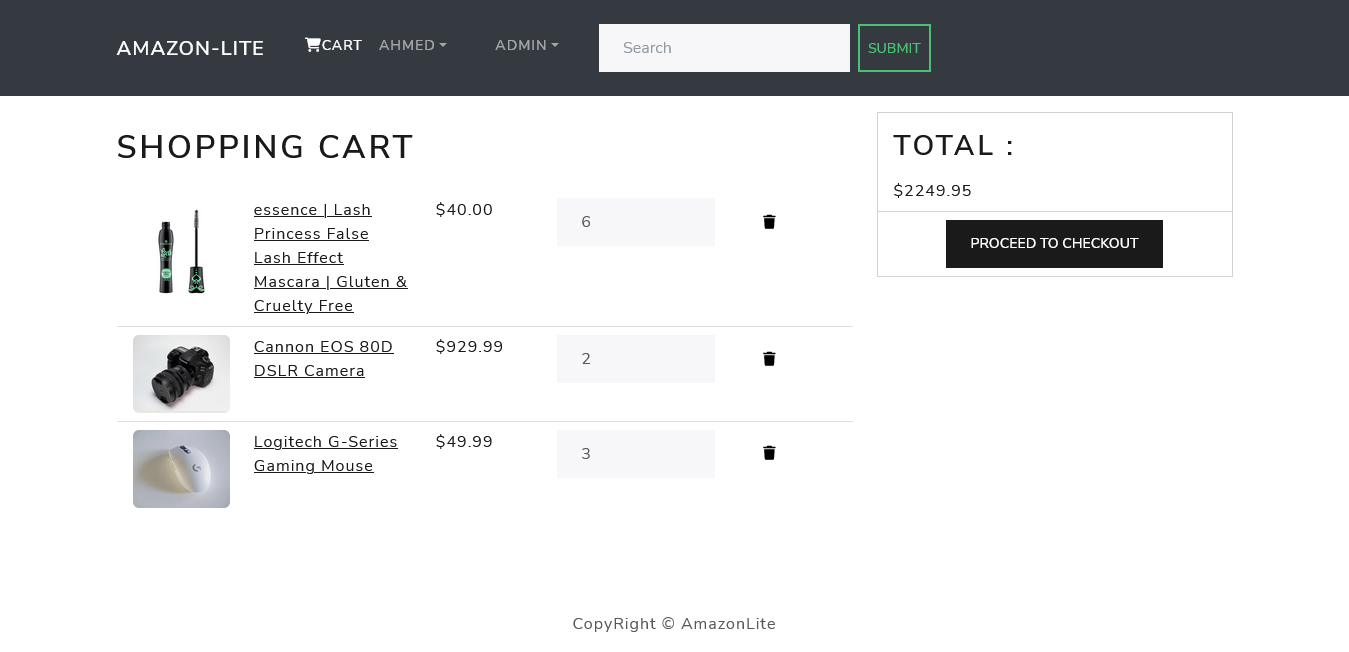 AMAZON-LITE CART AHMED ADMIN Search SUBMIT
SHOPPING CART
essence | Lash
Princess False
Lash Effect
Mascara | Gluten &
Cruelty Free
$40.00
6
Cannon EOS 80D
DSLR Camera
$929.99
2
Logitech G-Series
Gaming Mouse
$49.99
3
TOTAL :
$2249.95
PROCEED TO CHECKOUT
CopyRight © AmazonLite